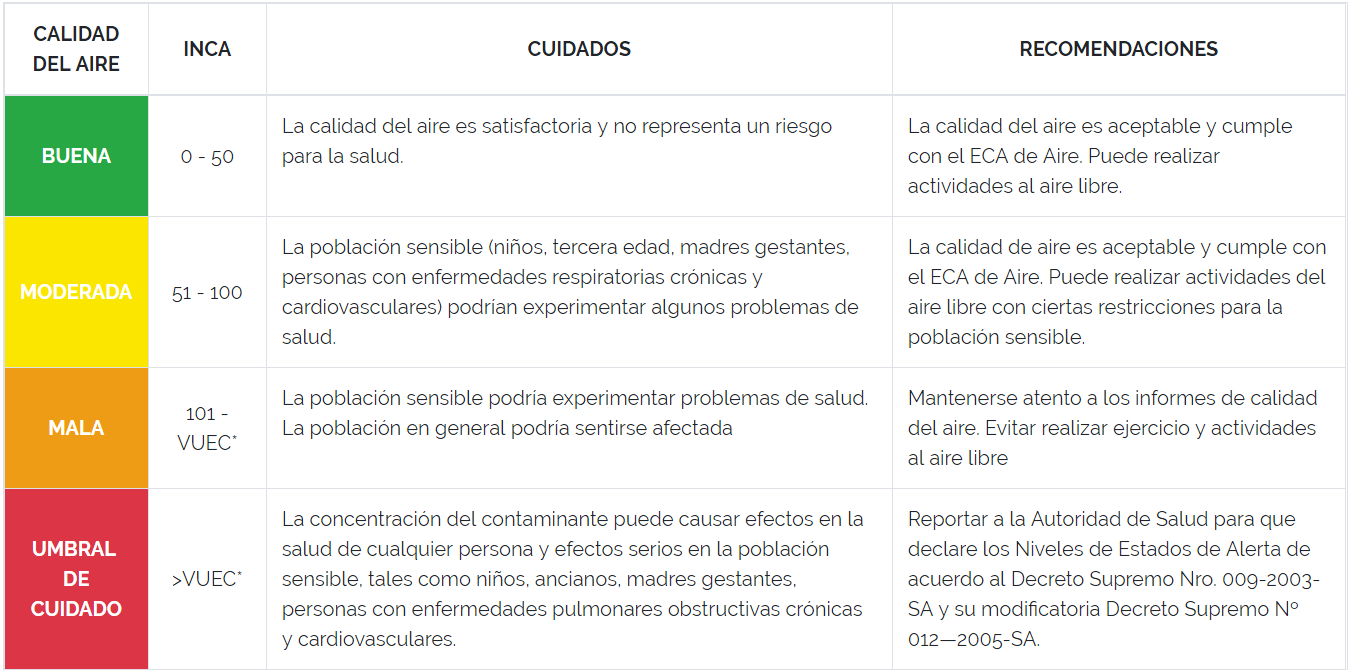 CALIDAD
DEL AIRE
INCA
CUIDADOS
RECOMENDACIONES
BUENA
0 - 50
La calidad del aire es satisfactoria y no representa un riesgo
para la salud.
La calidad del aire es aceptable y cumple
con el ECA de Aire. Puede realizar
actividades al aire libre.
MODERADA
51 - 100
La población sensible (niños, tercera edad, madres gestantes,
personas con enfermedades respiratorias crónicas y
cardiovasculares) podrían experimentar algunos problemas de
salud.
La calidad de aire es aceptable y cumple con
el ECA de Aire. Puede realizar actividades del
aire libre con ciertas restricciones para la
población sensible.
MALA
101 -
VUEC*
La población sensible podría experimentar problemas de salud.
La población en general podría sentirse afectada
Mantenerse atento a los informes de calidad
del aire. Evitar realizar ejercicio y actividades
al aire libre
UMBRAL
DE
CUIDADO
>VUEC*
La concentración del contaminante puede causar efectos en la
salud de cualquier persona y efectos serios en la población
sensible, tales como niños, ancianos, madres gestantes,
personas con enfermedades pulmonares obstructivas crónicas
y cardiovasculares.
Reportar a la Autoridad de Salud para que
declare los Niveles de Estados de Alerta de
acuerdo al Decreto Supremo Nro. 009-2003-
SA y su modificatoria Decreto Supremo Nº
012—2005-SA.